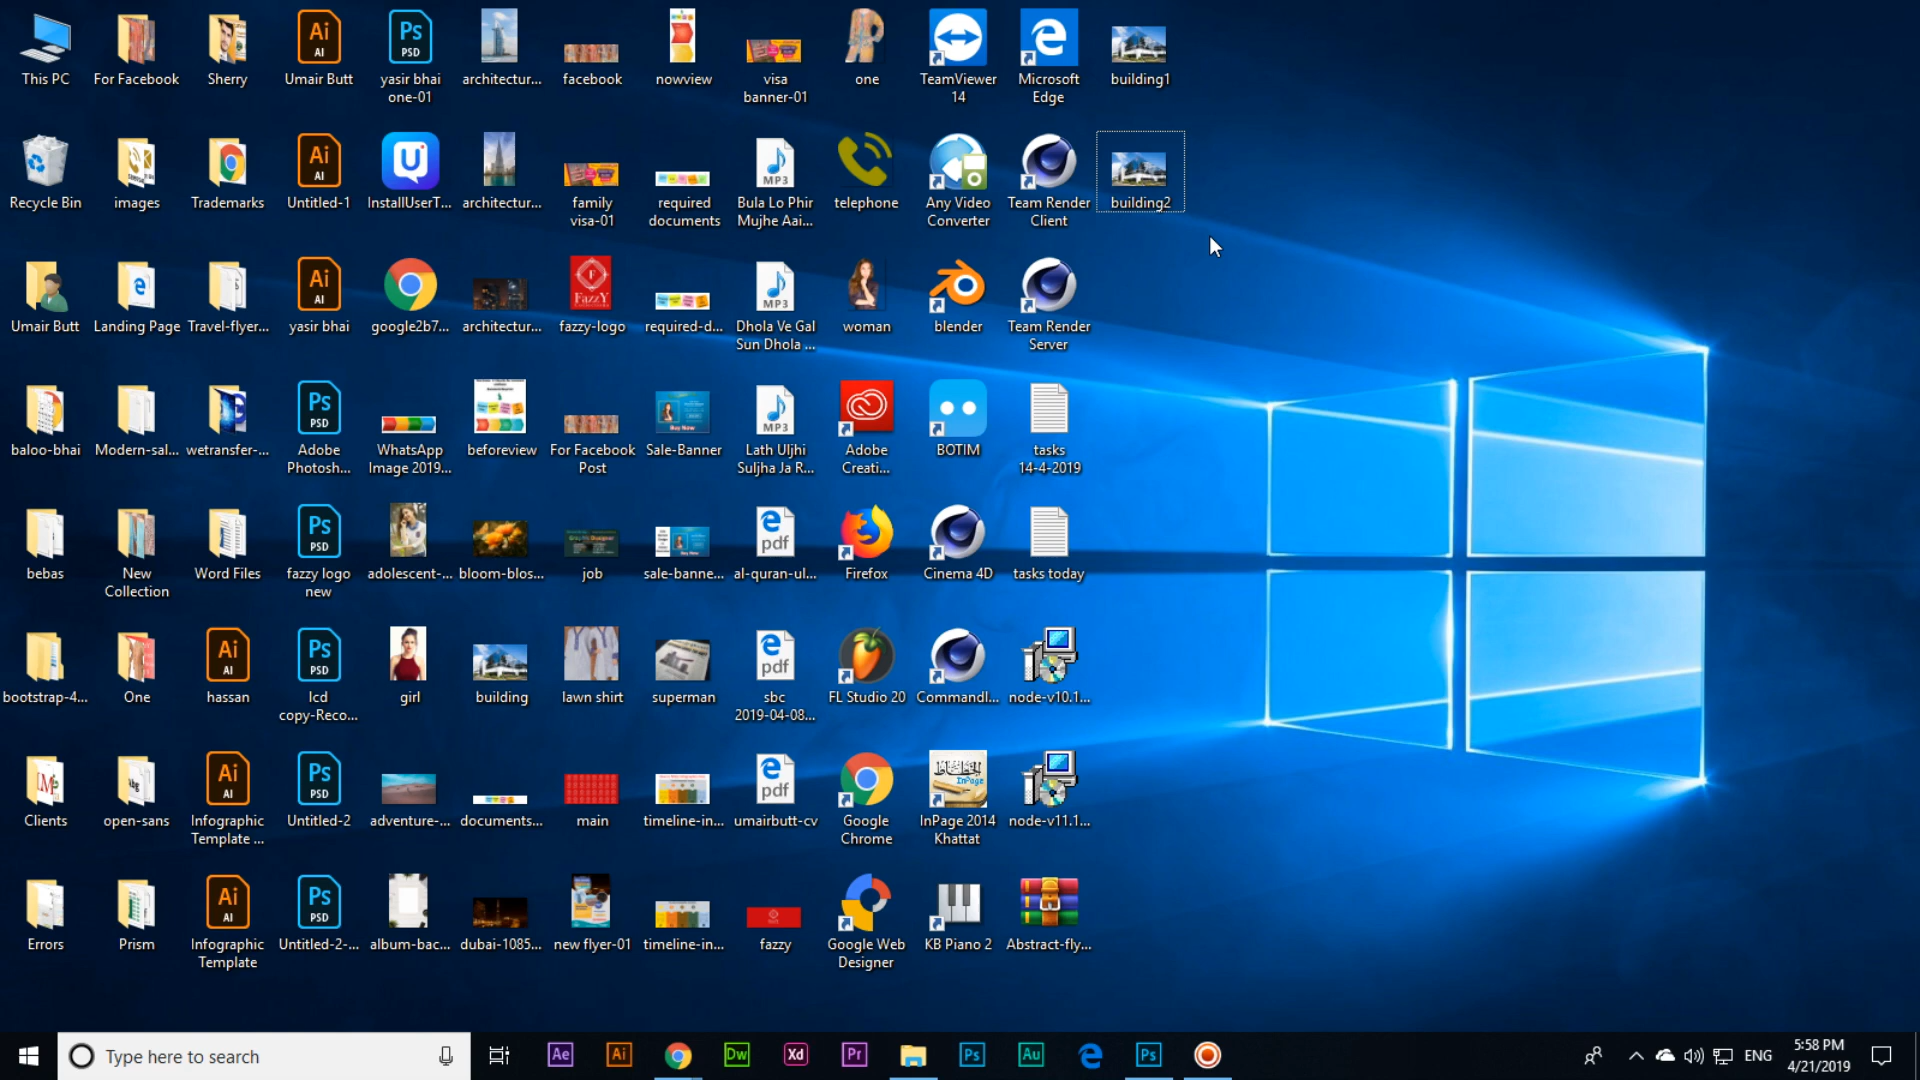 This PC
For Facebook
Sherry
Umair Butt
yasir bhai
one-01
architectur...
facebook
nowview
visa
banner-01
one
TeamViewer
14
Microsoft
Edge
building1
Recycle Bin
images
Trademarks
Untitled-1
InstallUserT...
architectur...
family
visa-01
required
documents
Bula Lo Phir
Mujhe Aai...
telephone
Any Video
Converter
Team Render
Client
building2
Umair Butt
Landing Page
Travel-flyer...
yasir bhai
google2b7...
architectur...
fazzy-logo
required-d...
Dhola Ve Gal
Sun Dhola ...
woman
blender
Team Render
Server
baloo-bhai
Modern-sal...
wetransfer-...
Adobe
Photosh...
WhatsApp
Image 2019...
beforeview
For Facebook
Post
Sale-Banner
Lath Uljhi
Suljha Ja R...
Adobe
Creati...
BOTIM
tasks
14-4-2019
bebas
New
Collection
Word Files
fazzy logo
new
adolescent-...
bloom-blos...
job
sale-banne...
al-quran-ul...
Firefox
Cinema 4D
tasks today
bootstrap-4...
One
hassan
lcd
copy-Reco...
girl
building
lawn shirt
superman
sbc
2019-04-08...
FL Studio 20
Commandl...
node-v10.1...
Clients
open-sans
Infographic
Template ...
Untitled-2
adventure-...
documents...
main
timeline-in...
umairbutt-cv
Google
Chrome
InPage 2014
Khattat
node-v11.1...
Errors
Prism
Infographic
Template
Untitled-2-...
album-bac...
dubai-1085...
new flyer-01
timeline-in...
fazzy
Google Web
Designer
KB Piano 2
Abstract-fly...
Type here to search
Ae
Ai
Dw
Xd
Pr
Ps
Au
Ps
ENG
5:58 PM
4/21/2019